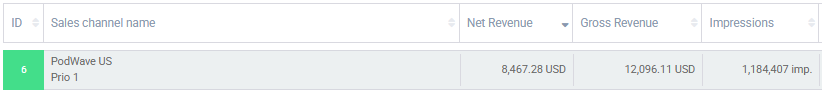 ID Sales channel name Net Revenue Gross Revenue Impressions
6 PodWave US 8,467.28 USD 12,096.11 USD 1,184,407 imp.
Prio 1